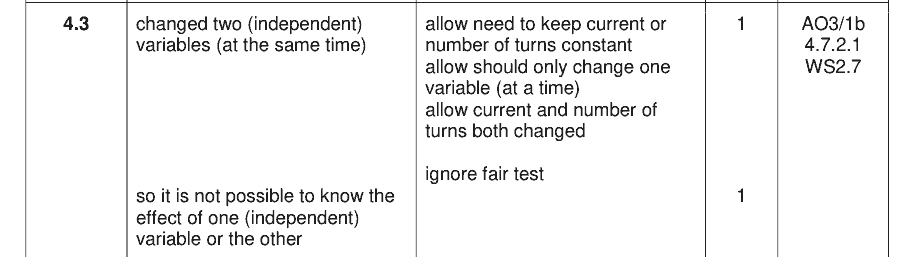 4.3
changed two (independent)
variables (at the same time)
so it is not possible to know the
effect of one (independent)
variable or the other
allow need to keep current or
number of turns constant
allow should only change one
variable (at a time)
allow current and number of
turns both changed
ignore fair test
1
1
AO3/1b
4.7.2.1
WS2.7